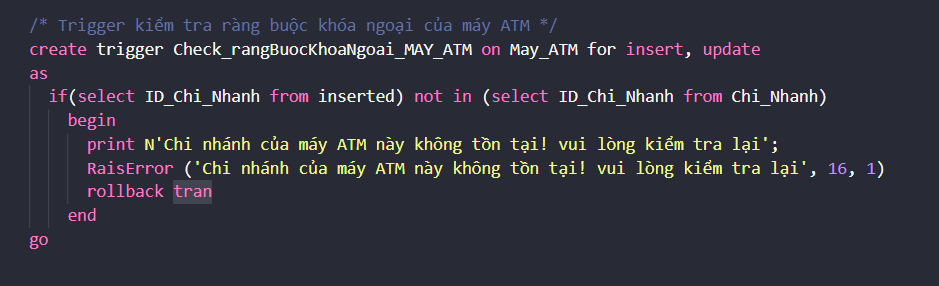 /* Trigger kiểm tra ràng buộc khóa ngoại của máy ATM */
create trigger Check_rangBuocKhoaNgoai_MAY_ATM on May_ATM for insert, update
as
if(select ID_Chi_Nhanh from inserted) not in (select ID_Chi_Nhanh from Chi_Nhanh)
begin
print N'Chi nhánh của máy ATM này không tồn tại! vui lòng kiểm tra lại';
RaisError ('Chi nhánh của máy ATM này không tồn tại! vui lòng kiểm tra lại', 16, 1)
rollback tran
end
go